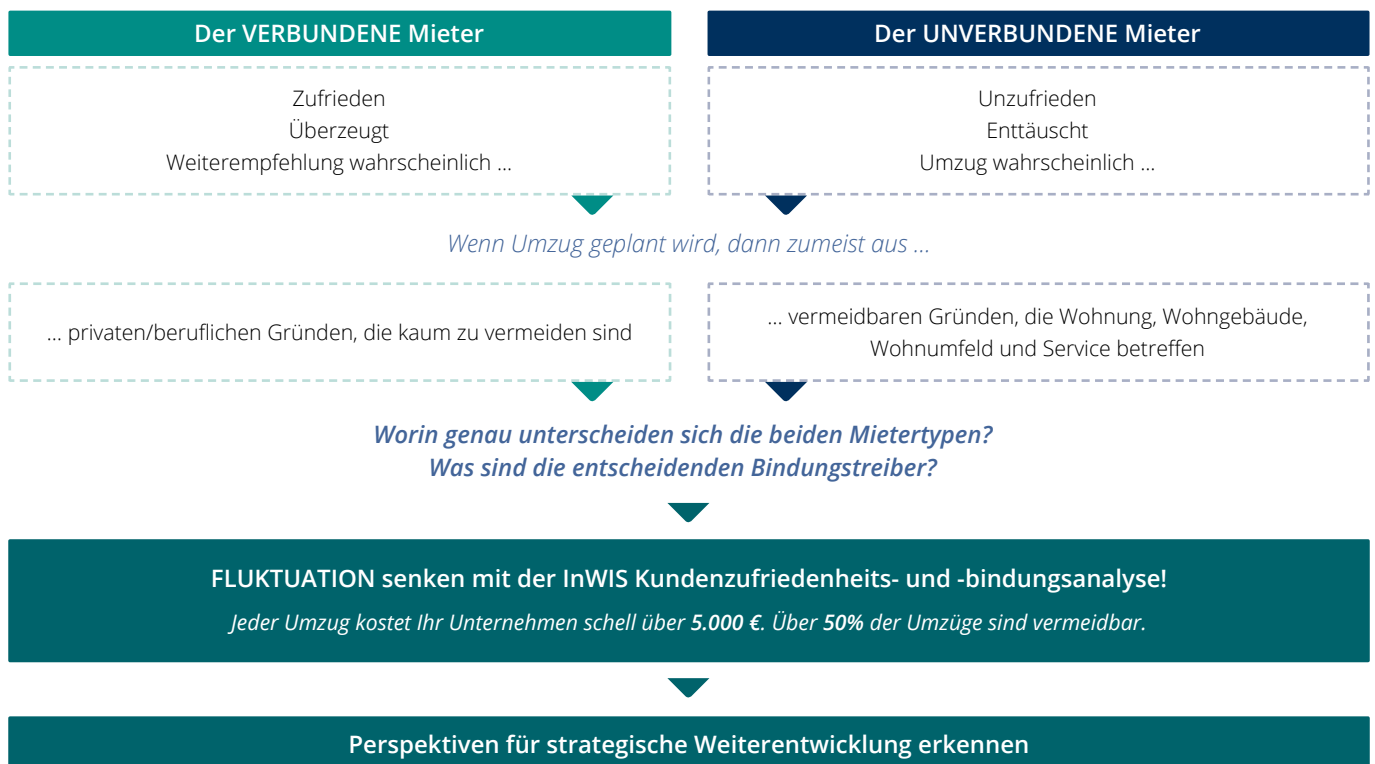 Der VERBUNDENE Mieter
Zufrieden
Überzeugt
Weiterempfehlung wahrscheinlich ...
Der UNVERBUNDENE Mieter
Unzufrieden
Enttäuscht
Umzug wahrscheinlich ...
Wenn Umzug geplant wird, dann zumeist aus ...
... privaten/beruflichen Gründen, die kaum zu vermeiden sind
... vermeidbaren Gründen, die Wohnung, Wohngebäude,
Wohnumfeld und Service betreffen
Worin genau unterscheiden sich die beiden Mietertypen?
Was sind die entscheidenden Bindungstreiber?
FLUKTUATION senken mit der InWIS Kundenzufriedenheits- und -bindungsanalyse!
Jeder Umzug kostet Ihr Unternehmen schell über 5.000 €. Über 50% der Umzüge sind vermeidbar.
Perspektiven für strategische Weiterentwicklung erkennen